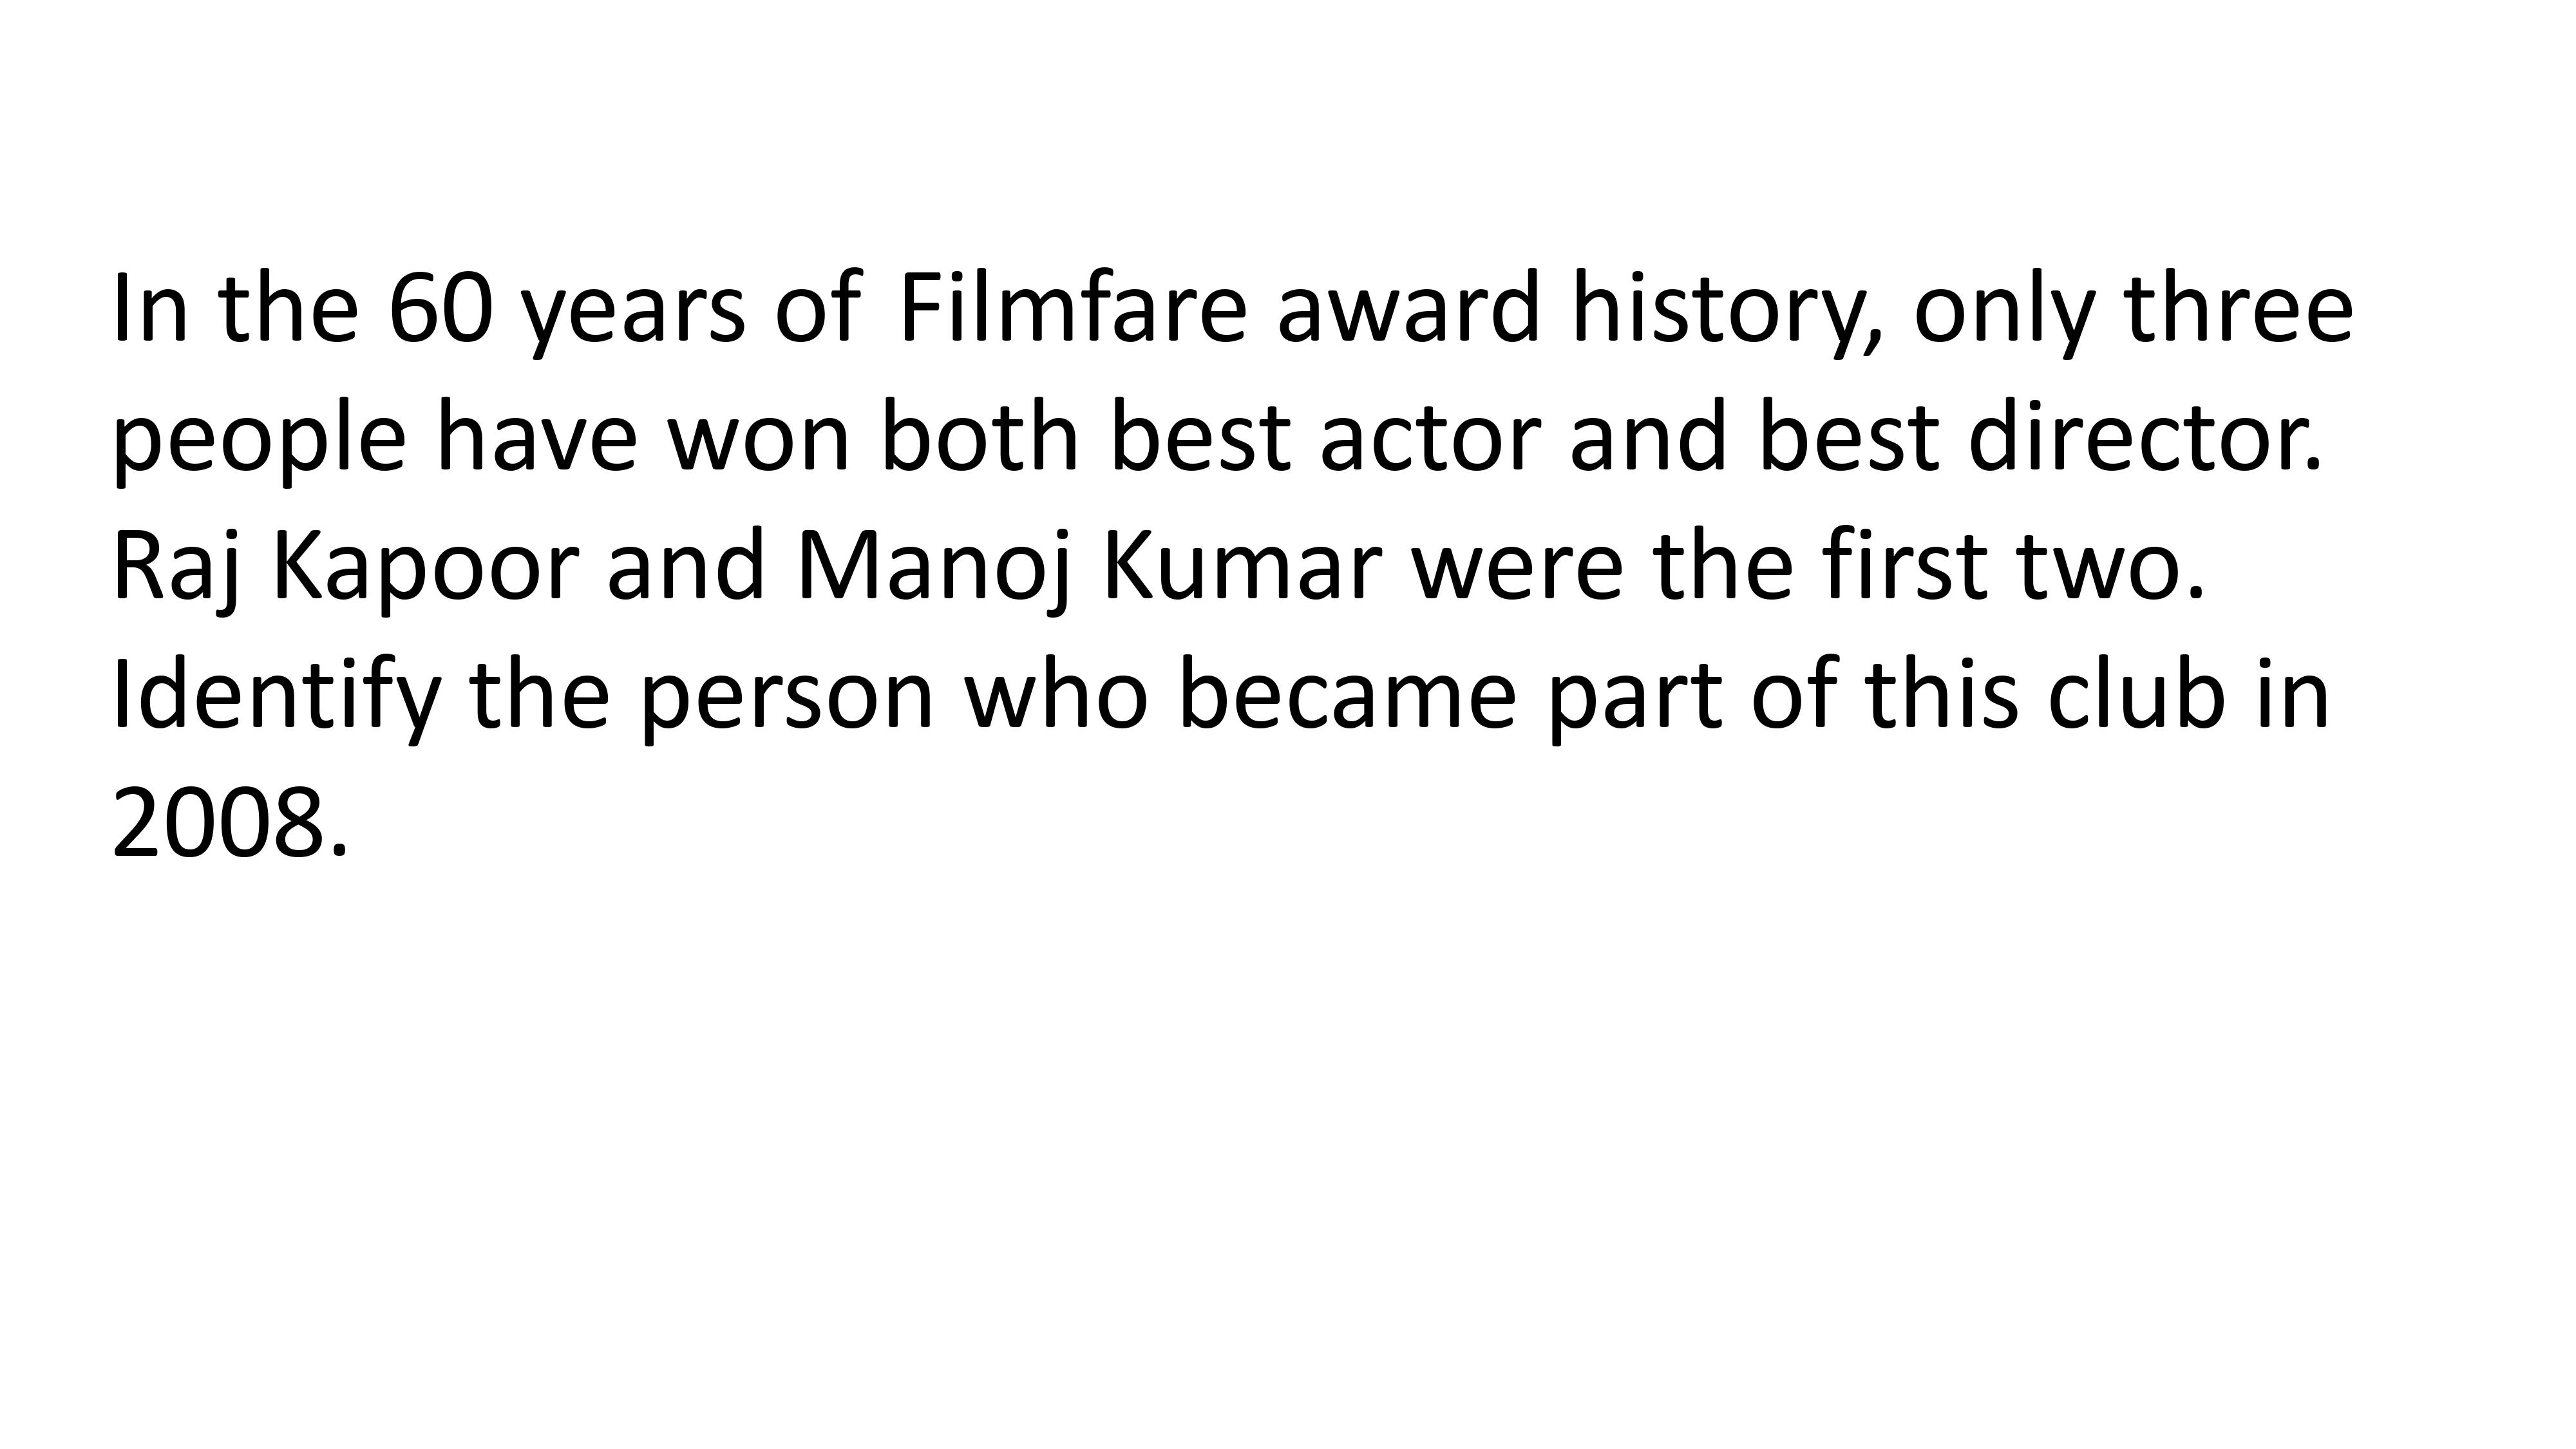 In the 60 years of Filmfare award history, only three
people have won both best actor and best director.
Raj Kapoor and Manoj Kumar were the first two.
Identify the person who became part of this club in
2008.